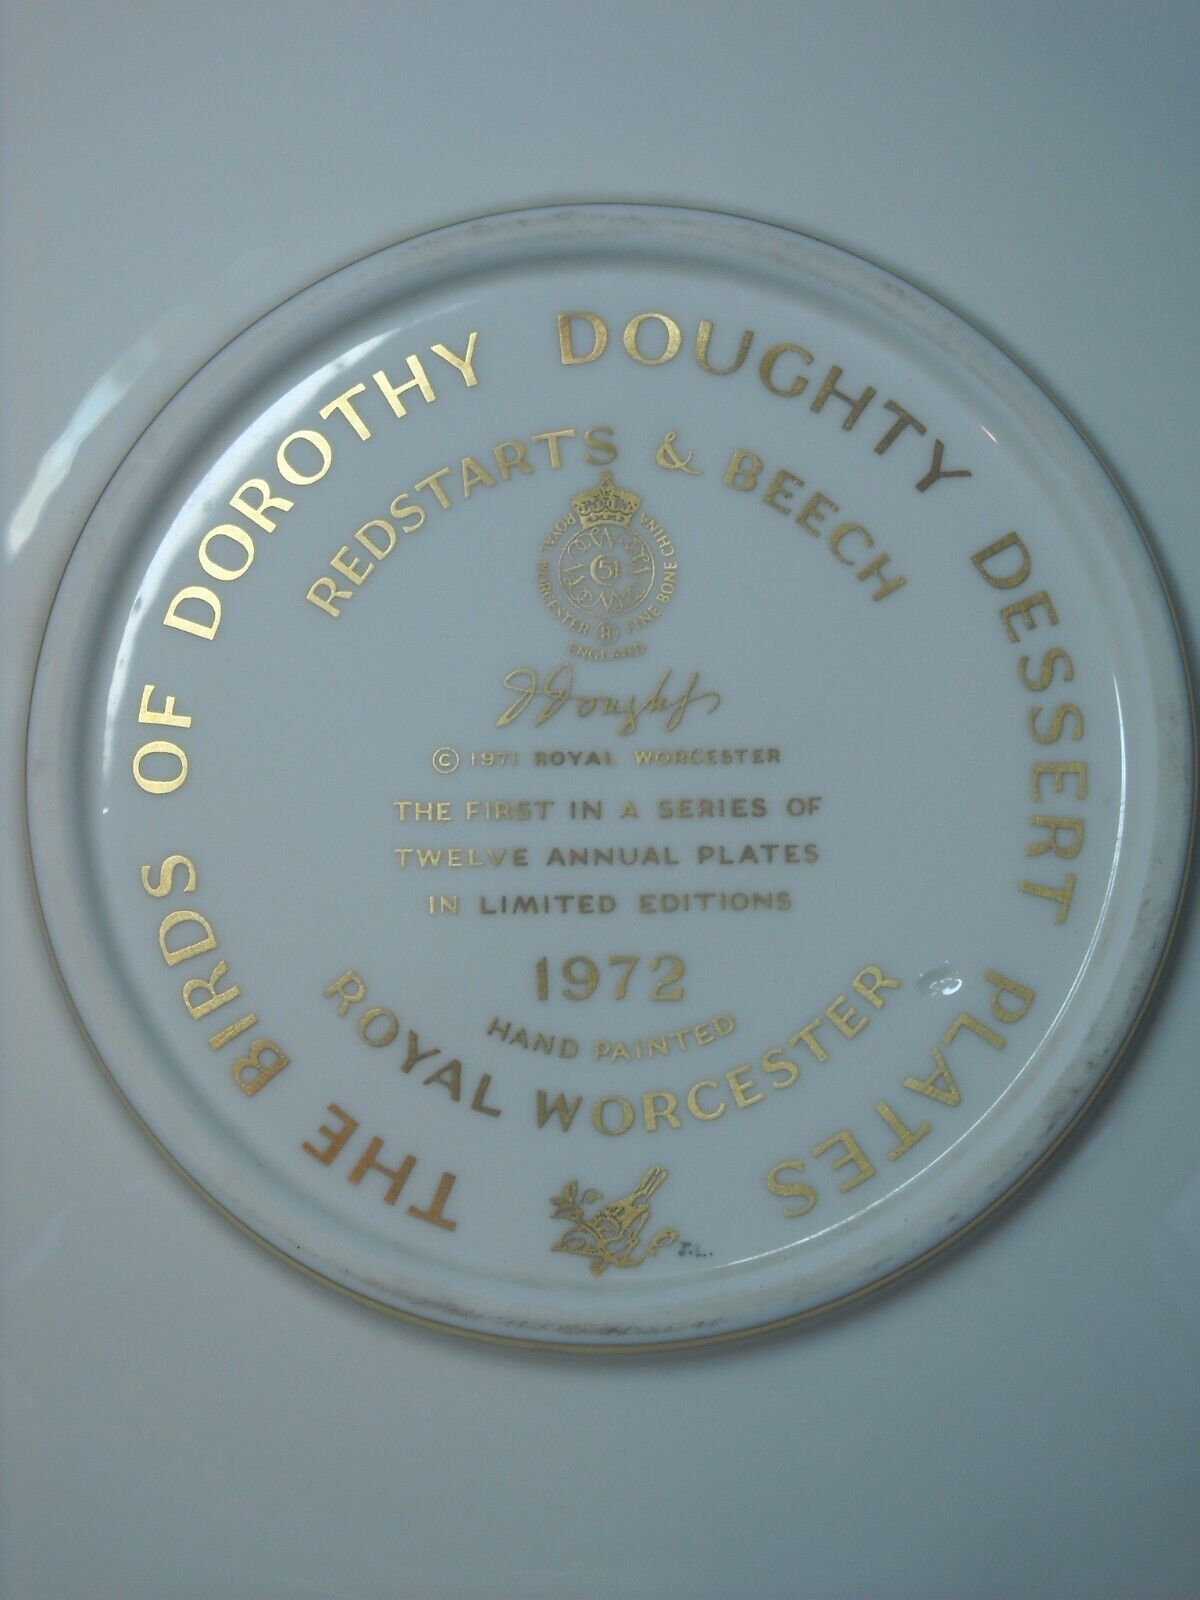 THE BIRDS OF DOROTHY DOUGHTY DESSERT PLATES
REDSTARTS & BEECH
ROYAL WORCESTER ® FINE BONE CHINA
51
ENGLAND
D Doughty
© 1971 ROYAL WORCESTER
THE FIRST IN A SERIES OF
TWELVE ANNUAL PLATES
IN LIMITED EDITIONS
1972
HAND PAINTED
ROYAL WORCESTER
J.L.